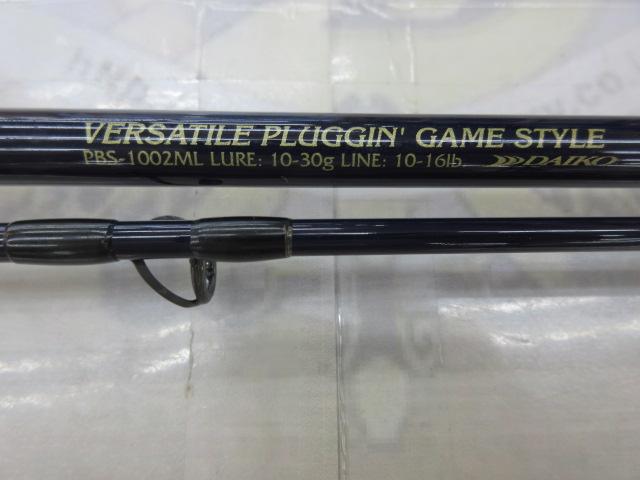 VERSATILE PLUGGIN' GAME STYLE
PBS-1002ML LURE: 10-30g LINE: 10-16lb. DAIKO